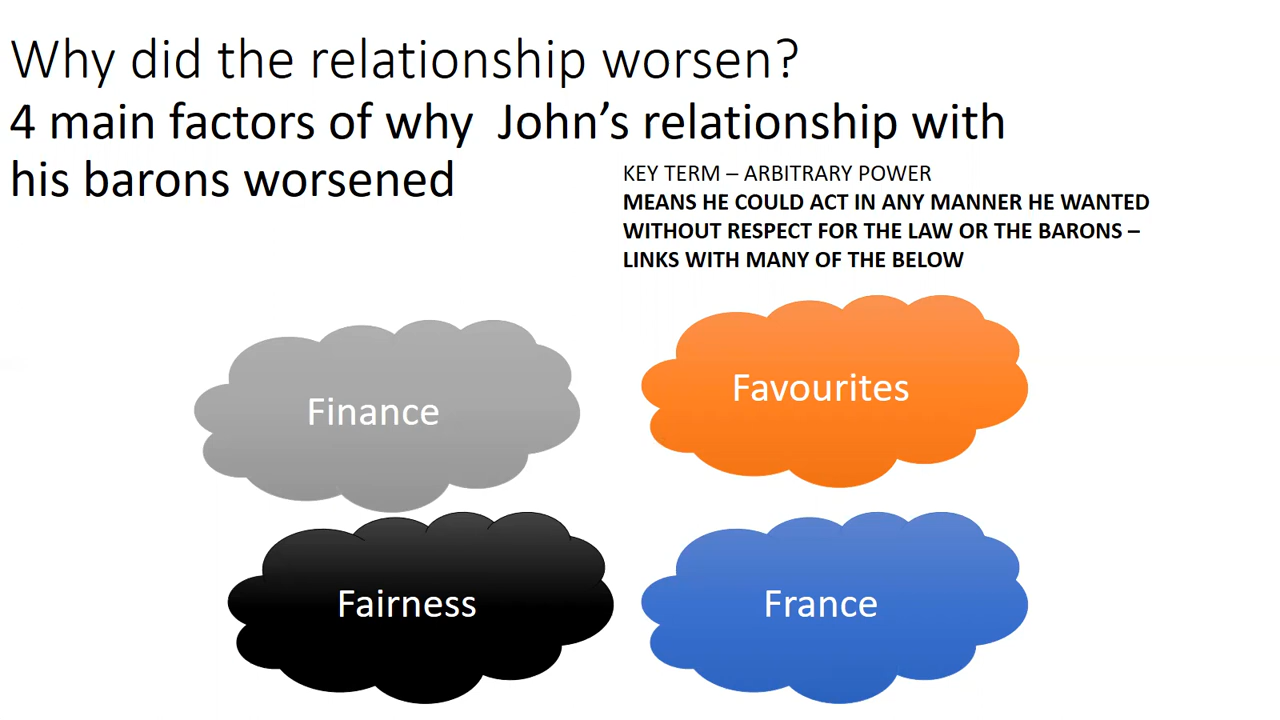 Why did the relationship worsen?
4 main factors of why  John’s relationship with
his barons worsened
KEY TERM – ARBITRARY POWER
MEANS HE COULD ACT IN ANY MANNER HE WANTED
WITHOUT RESPECT FOR THE LAW OR THE BARONS –
LINKS WITH MANY OF THE BELOW
Finance
Favourites
Fairness
France